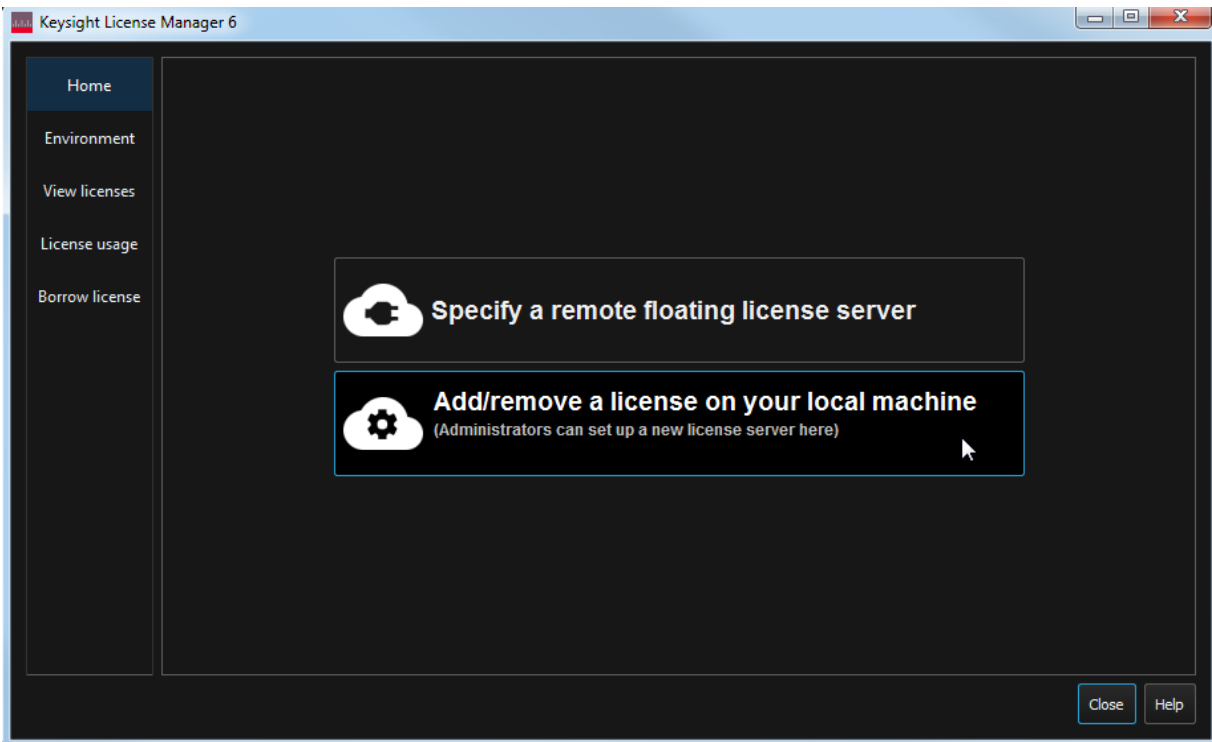 Keysight License Manager 6
Home
Environment
View licenses
License usage
Borrow license
Specify a remote floating license server
Add/remove a license on your local machine
(Administrators can set up a new license server here)
Close
Help